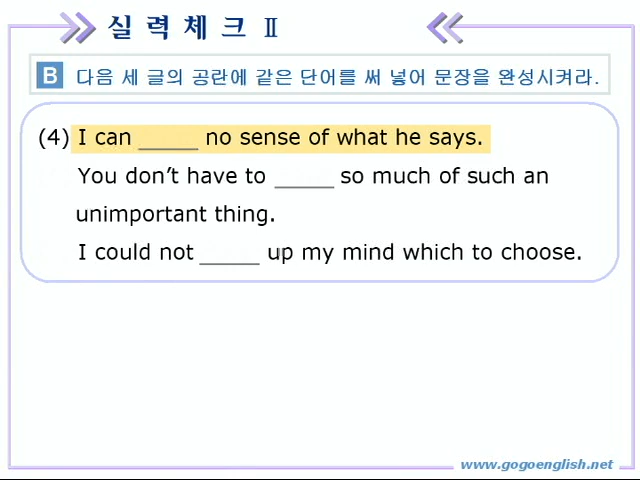 실력체크 Ⅱ
B 다음 세 글의 공란에 같은 단어를 써 넣어 문장을 완성시켜라.
(4) I can _____ no sense of what he says.
You don't have to _____ so much of such an
unimportant thing.
I could not _____ up my mind which to choose.
www.gogoenglish.net